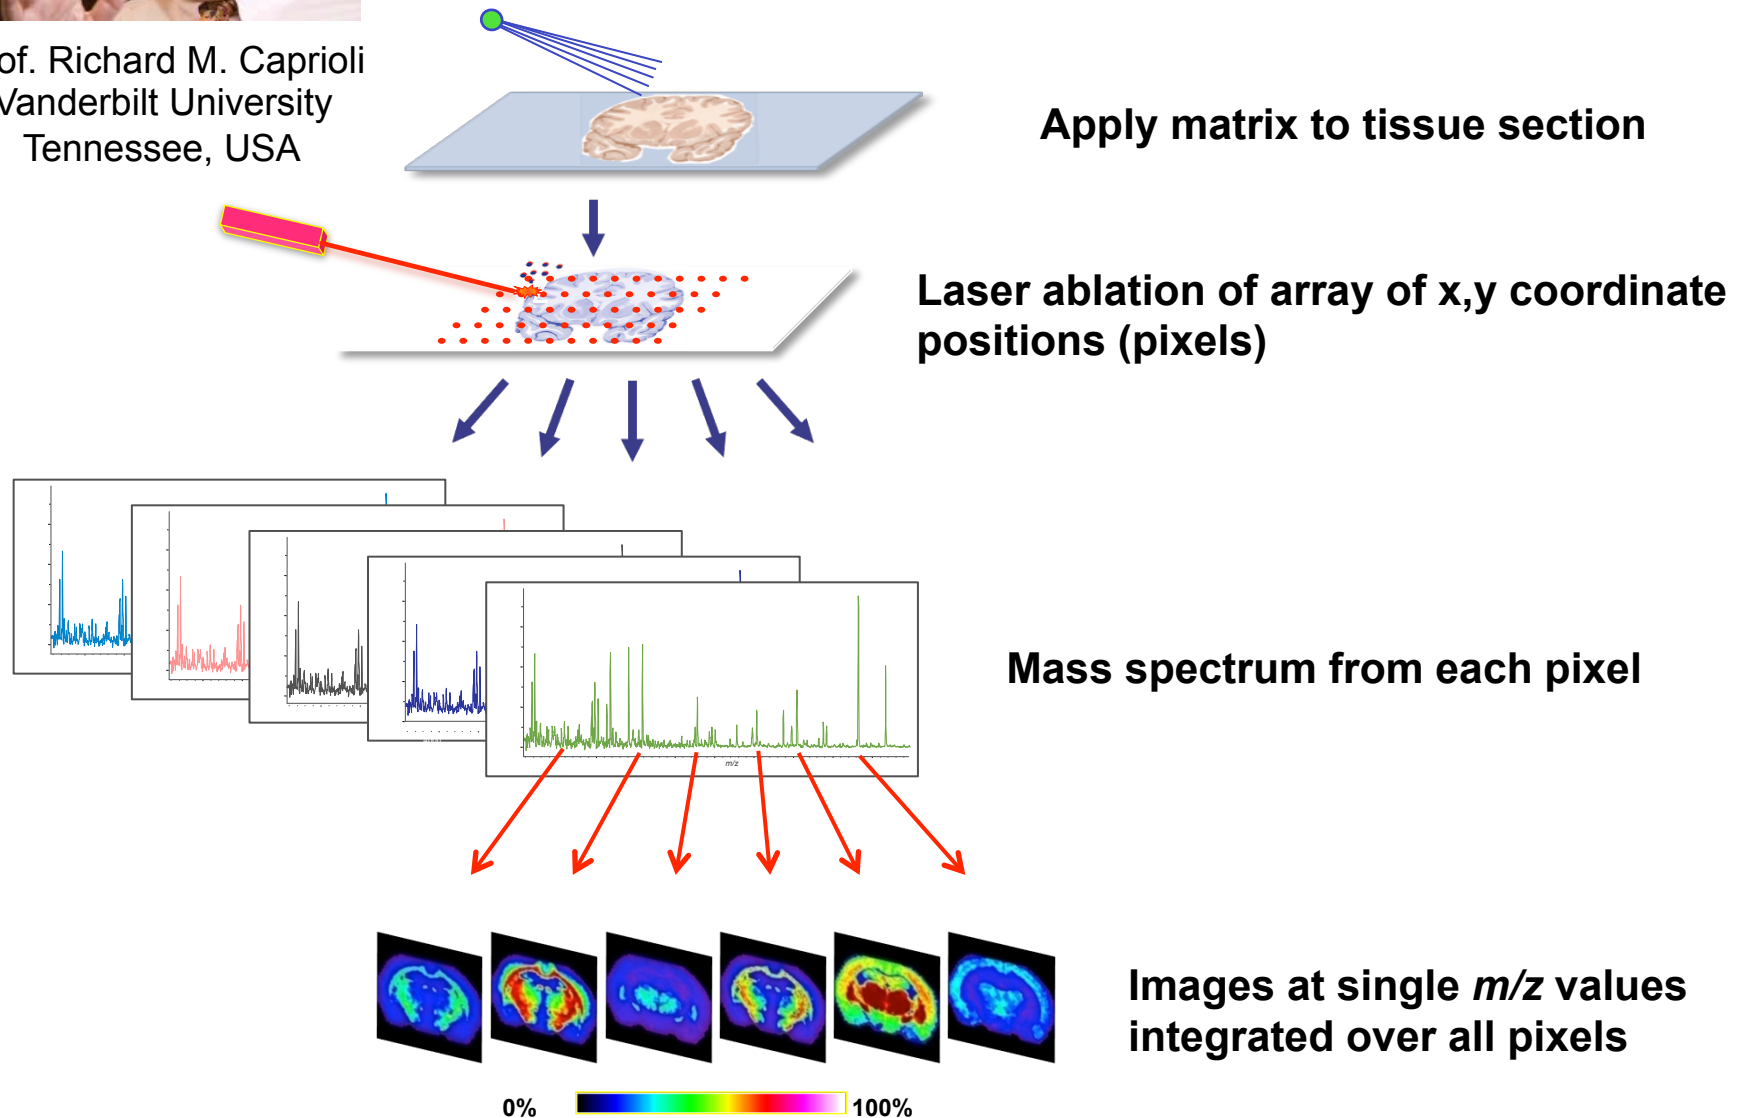 of. Richard M. Caprioli
Vanderbilt University
Tennessee, USA
Apply matrix to tissue section
Laser ablation of array of x,y coordinate
positions (pixels)
Mass spectrum from each pixel
m/z
Images at single m/z values
integrated over all pixels
0%
100%